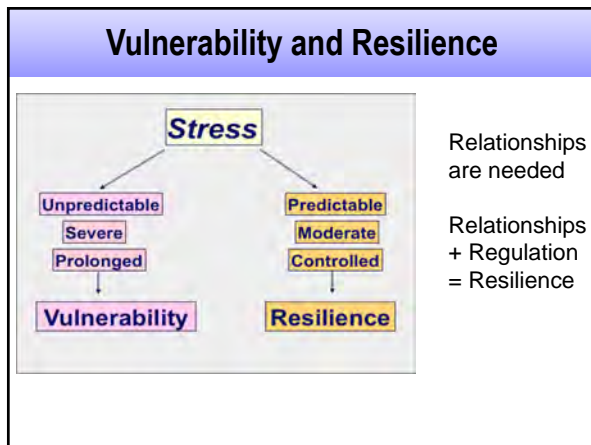 Vulnerability and Resilience
Stress
Unpredictable
Severe
Prolonged
Vulnerability
Predictable
Moderate
Controlled
Resilience
Relationships
are needed
Relationships
+ Regulation
= Resilience